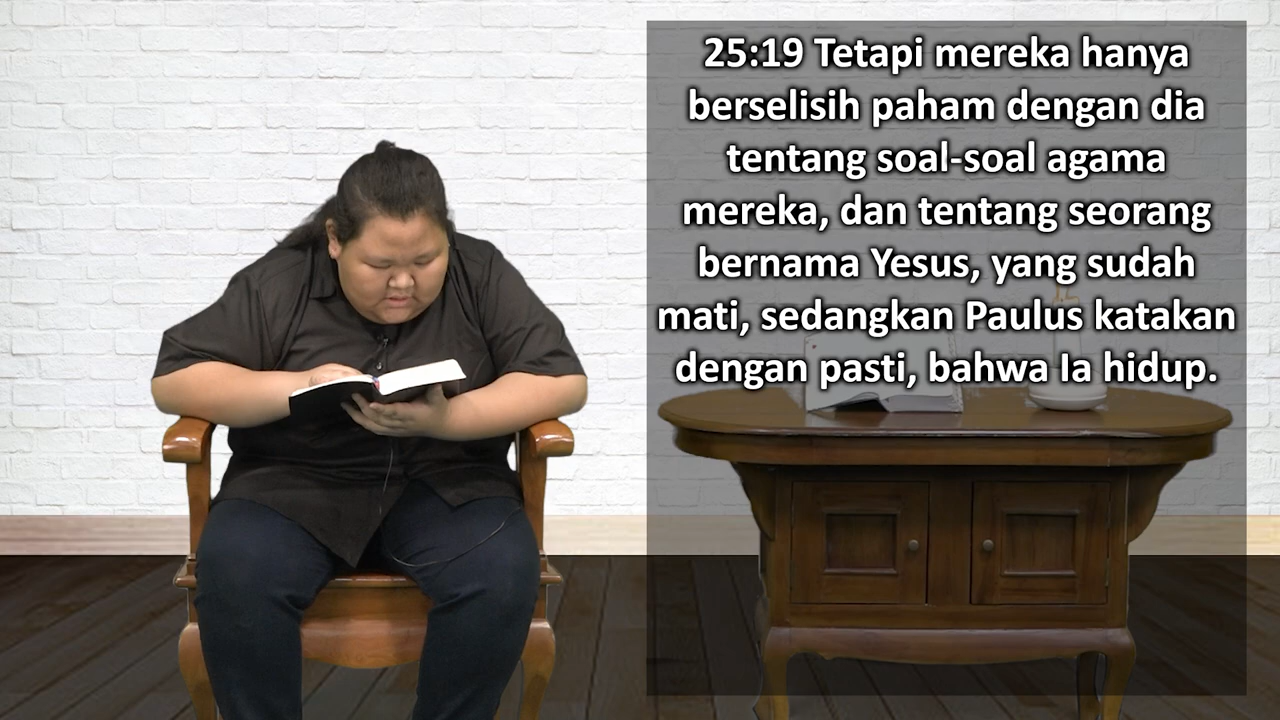 25:19 Tetapi mereka hanya
berselisih paham dengan dia
tentang soal-soal agama
mereka, dan tentang seorang
bernama Yesus, yang sudah
mati, sedangkan Paulus katakan
dengan pasti, bahwa Ia hidup.